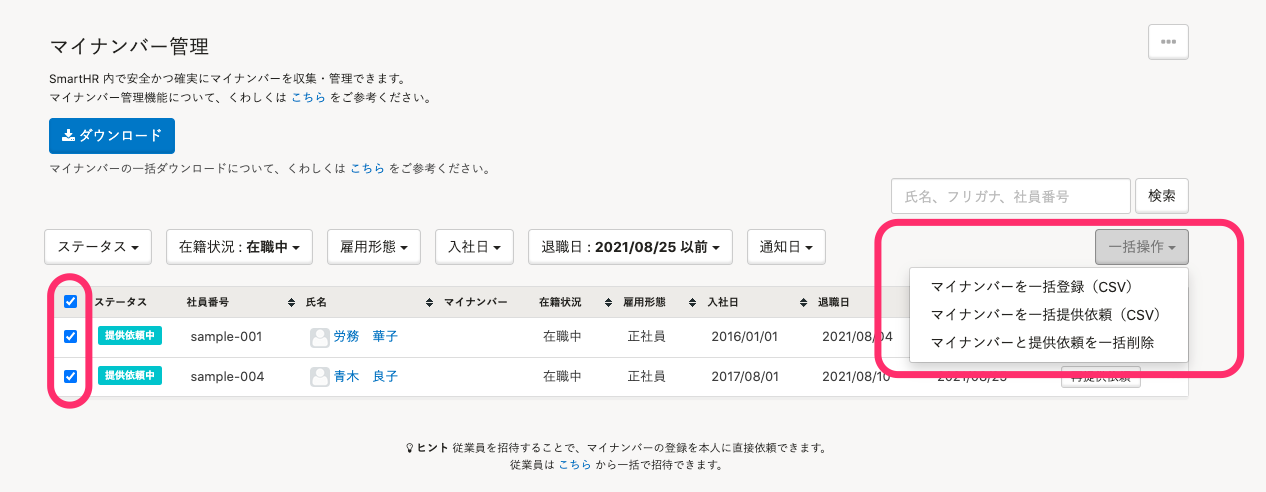 マイナンバー管理
SmartHR 内で安全かつ確実にマイナンバーを収集・管理できます。
マイナンバー管理機能について、くわしくは こちら をご参考ください。
ダウンロード
マイナンバーの一括ダウンロードについて、くわしくは こちら をご参考ください。
氏名、フリガナ、社員番号 検索
ステータス 在籍状況 : 在職中 雇用形態 入社日 退職日 : 2021/08/25 以前 通知日 一括操作
マイナンバーを一括登録（CSV）
マイナンバーを一括提供依頼（CSV）
マイナンバーと提供依頼を一括削除
ステータス 社員番号 氏名 マイナンバー 在籍状況 雇用形態 入社日 退職日
提供依頼中 sample-001 労務 華子 在職中 正社員 2016/01/01 2021/08/04
提供依頼中 sample-004 青木 良子 在職中 正社員 2017/08/01 2021/08/10 2021/08/25 再提供依頼
ヒント 従業員を招待することで、マイナンバーの登録を本人に直接依頼できます。
従業員は こちら から一括で招待できます。